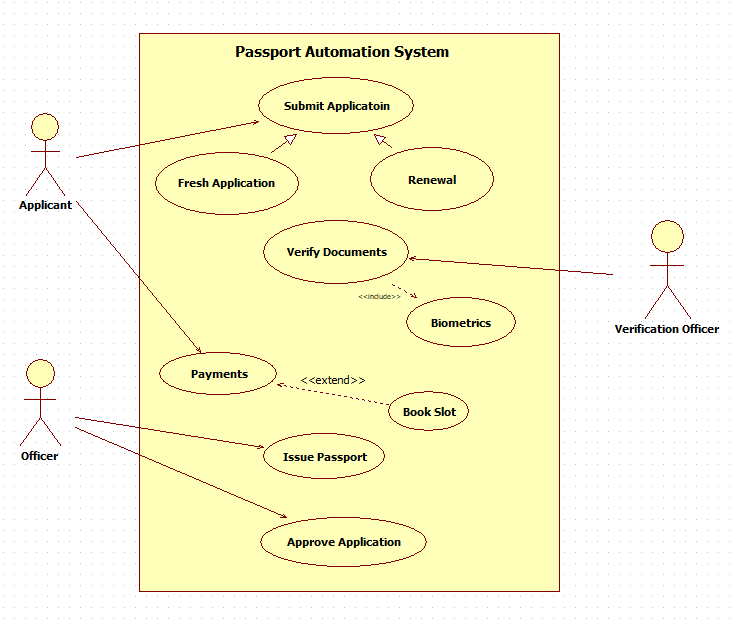 Passport Automation System
Submit Applicatoin
Fresh Application
Renewal
Applicant
Verify Documents
<<include>>
Biometrics
Verification Officer
Payments
<<extend>>
Book Slot
Officer
Issue Passport
Approve Application